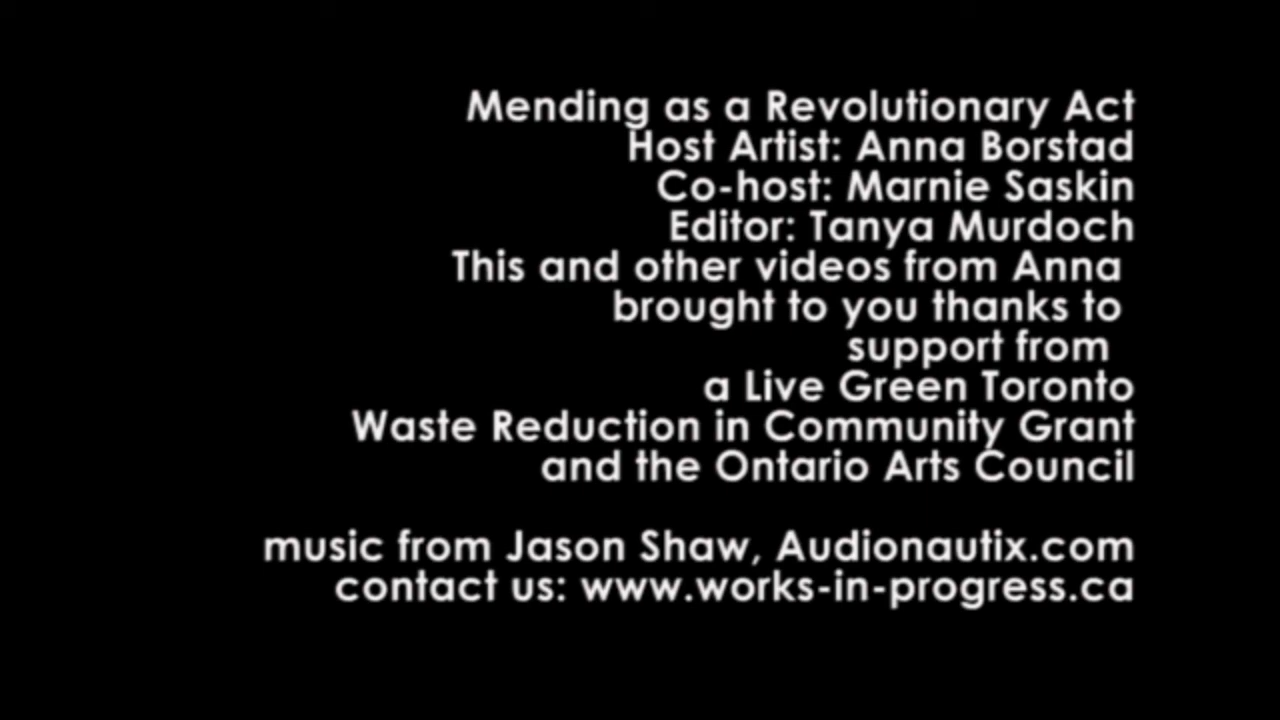 Mending as a Revolutionary Act
Host Artist: Anna Borstad
Co-host: Marnie Saskin
Editor: Tanya Murdoch
This and other videos from Anna
brought to you thanks to
support from
a Live Green Toronto
Waste Reduction in Community Grant
and the Ontario Arts Council
music from Jason Shaw, Audionautix.com
contact us: www.works-in-progress.ca